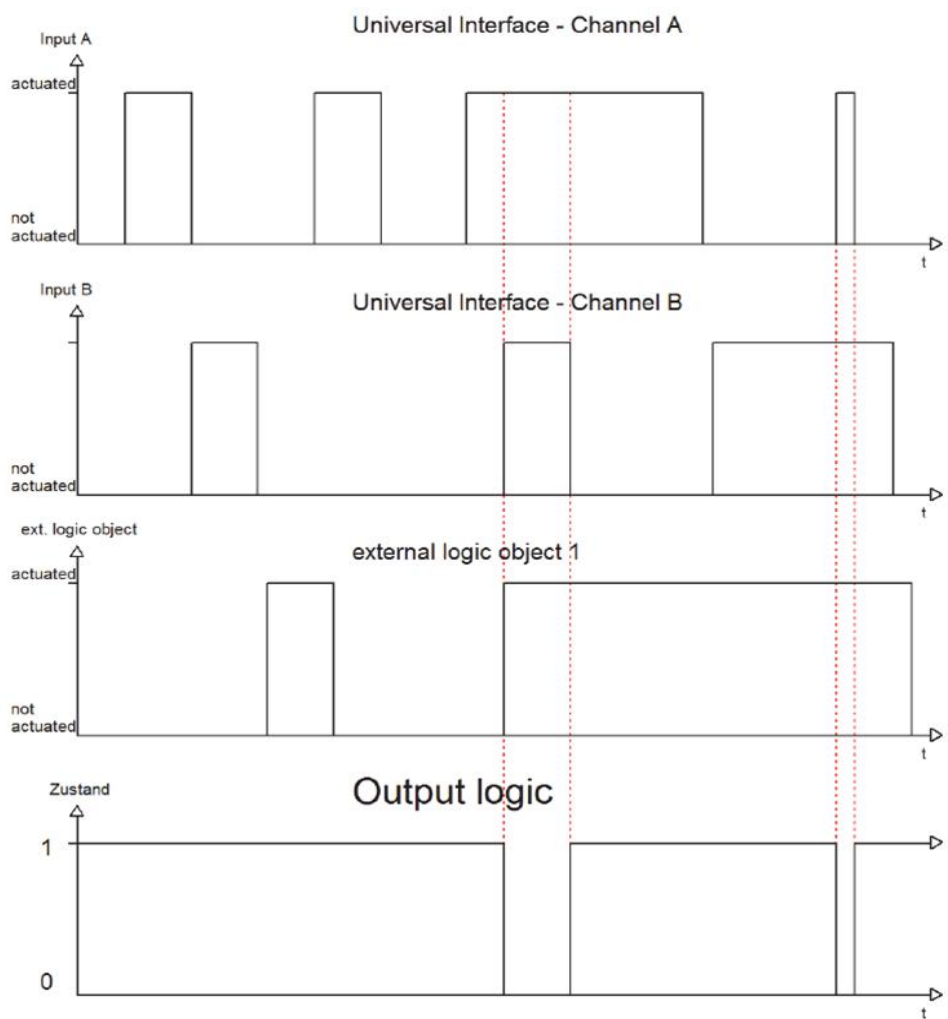 Universal Interface - Channel A
Input A
actuated
not
actuated
t
Input B
Universal Interface - Channel B
not
actuated
t
ext. logic object
external logic object 1
actuated
not
actuated
t
Zustand
Output logic
1
0
t